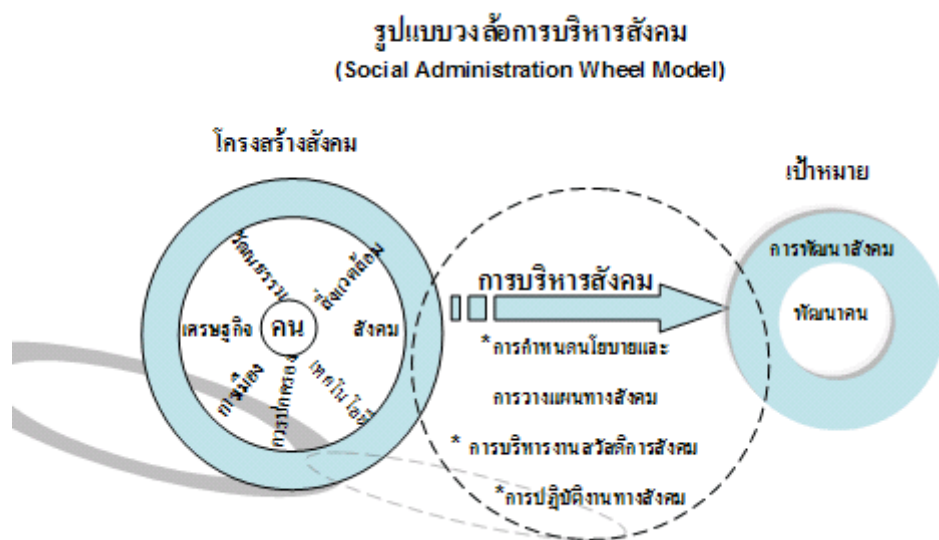 รูปแบบวงล้อการบริหารสังคม
(Social Administration Wheel Model)
โครงสร้างสังคม
วัฒนธรรม
สิ่งแวดล้อม
เศรษฐกิจ
คน
สังคม
การเมือง
การปกครอง
เทคโนโลยี
การบริหารสังคม
*การกำหนดนโยบายและ
การวางแผนทางสังคม
* การบริหารงานสวัสดิการสังคม
*การปฏิบัติงานทางสังคม
เป้าหมาย
การพัฒนาสังคม
พัฒนาคน